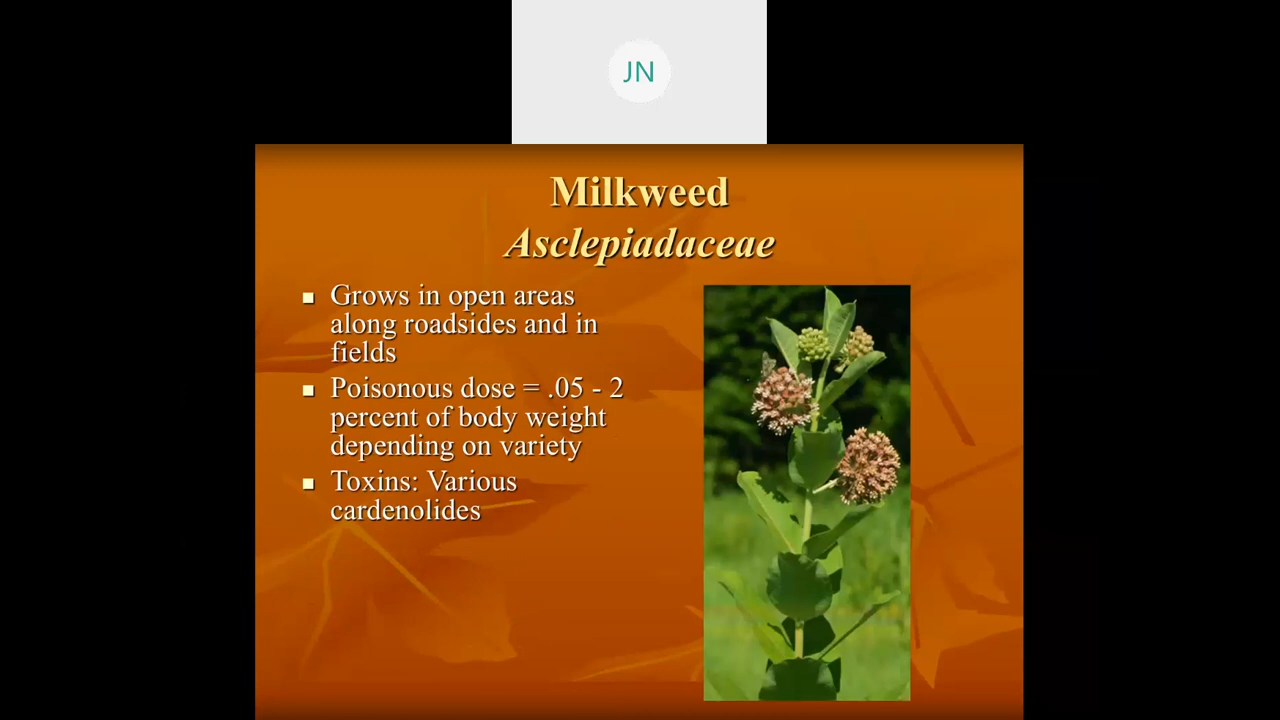 JN
Milkweed
Asclepiadaceae
Grows in open areas
along roadsides and in
fields
Poisonous dose = .05 - 2
percent of body weight
depending on variety
Toxins: Various
cardenolides